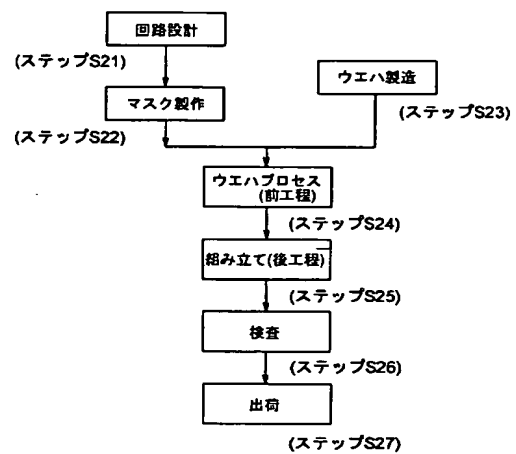 回路設計
(ステップS21)
ウエハ製造
マスク製作
(ステップS23)
(ステップS22)
ウエハプロセス
(前工程)
(ステップS24)
組み立て(後工程)
(ステップS25)
検査
(ステップS26)
出荷
(ステップS27)